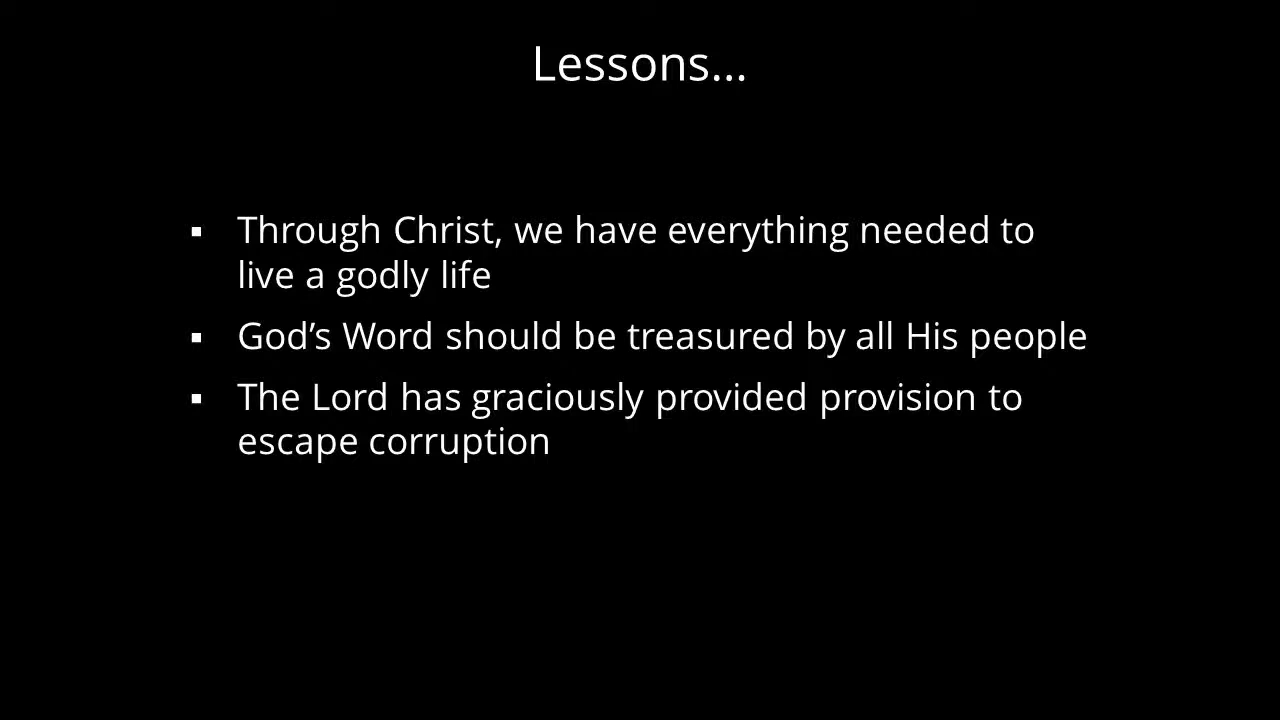 Lessons...
▪ Through Christ, we have everything needed to
live a godly life
▪ God’s Word should be treasured by all His people
▪ The Lord has graciously provided provision to
escape corruption